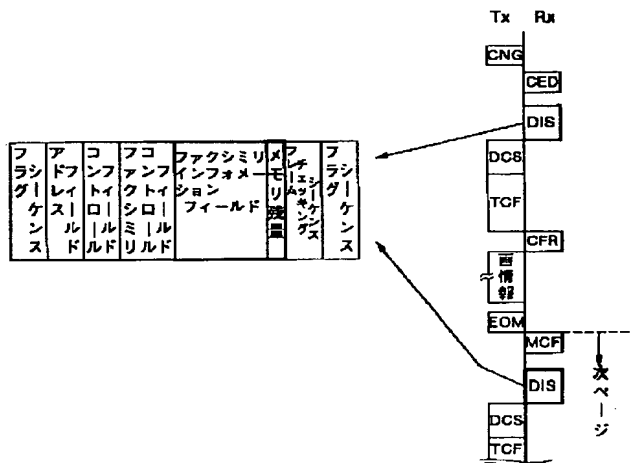 Tx Rx
CNG
CED
DIS
DCS
TCF
CFR
画情報
EOM
MCF
DIS
DCS
TCF
次ページ
フラグシーケンス
アドレスフィールド
コントロールフィールド
ファクシミリコントロールフィールド
ファクシミリインフォメーションフィールド
メモリ残量
フレームチェッキングシーケンス
フラグシーケンス